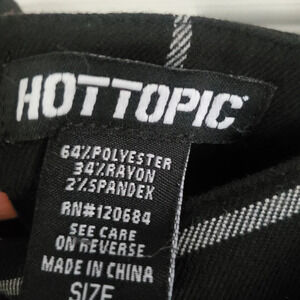 HOTTOPIC
64%POLYESTER
34%RAYON
2%SPANDEX
RN#120684
SEE CARE
ON REVERSE
MADE IN CHINA
SIZE